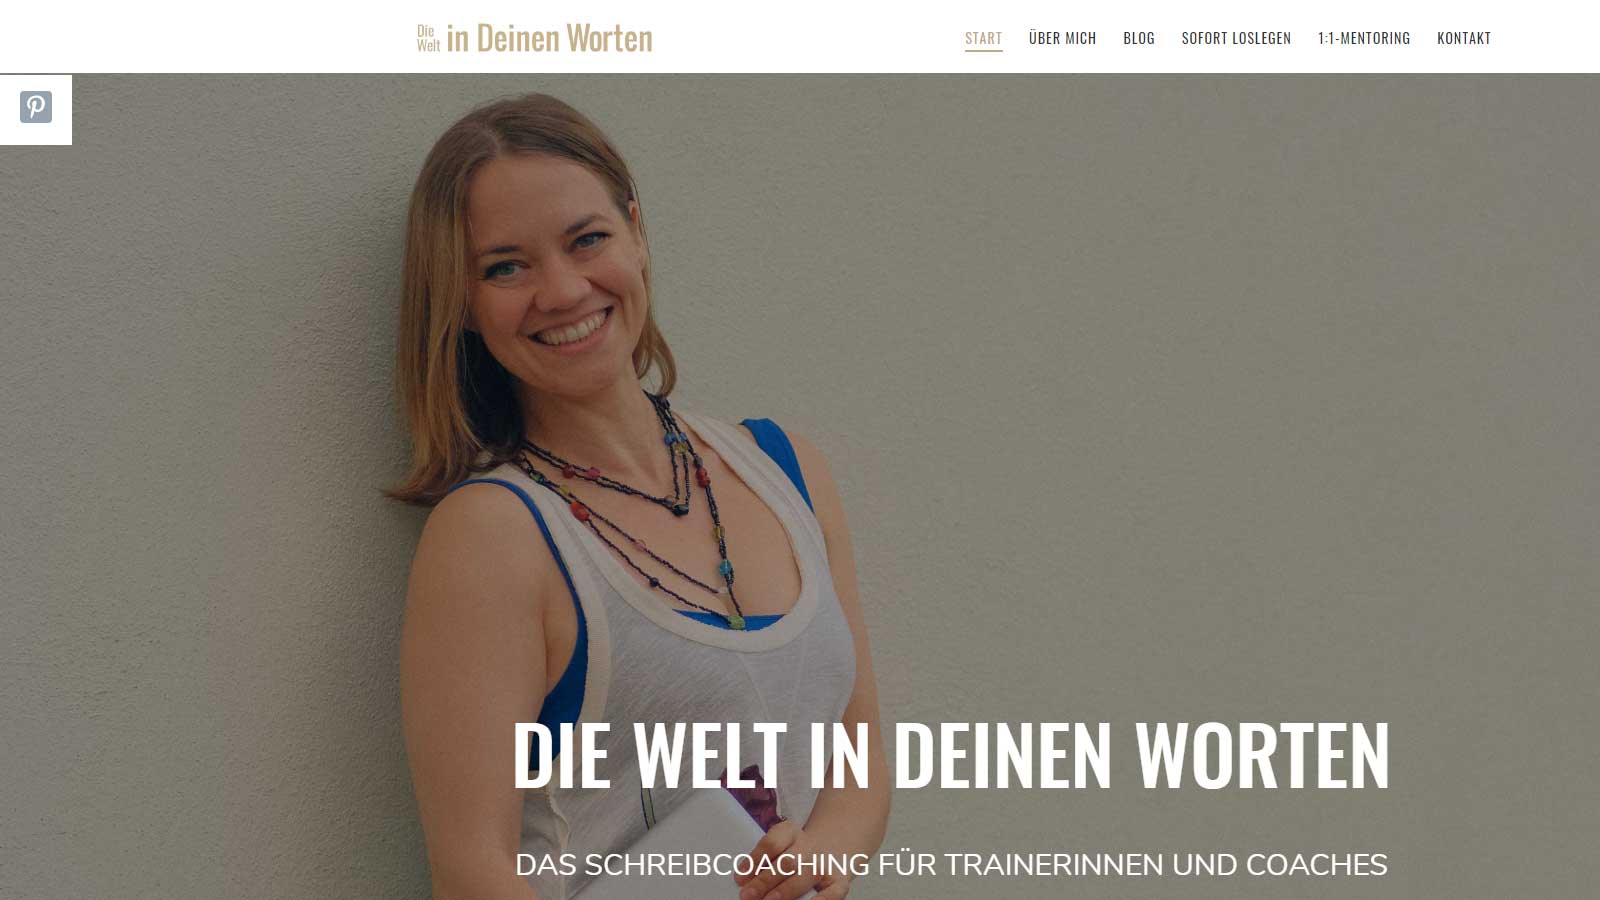 Die
Welt
in Deinen Worten
START
ÜBER MICH
BLOG
SOFORT LOSLEGEN
1:1-MENTORING
KONTAKT
DIE WELT IN DEINEN WORTEN
DAS SCHREIBCOACHING FÜR TRAINERINNEN UND COACHES